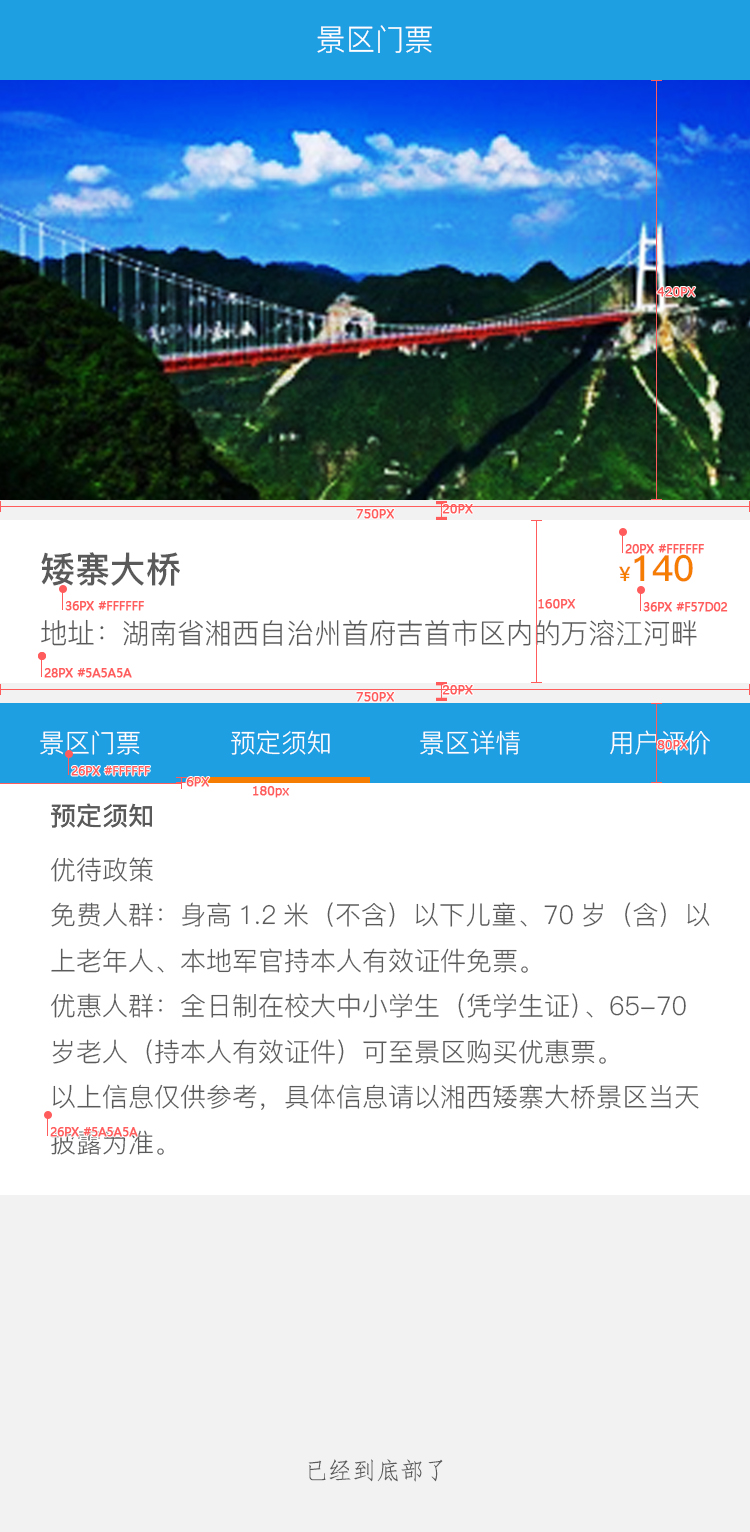 景区门票
420PX
750PX
20PX
矮寨大桥
20PX #FFFFFF
¥140
36PX #FFFFFF
160PX
36PX #F57D02
地址：湖南省湘西自治州首府吉首市区内的万溶江河畔
28PX #5A5A5A
750PX
20PX
景区门票 预定须知 景区详情 用户评价
80PX
26PX #FFFFFF
6PX
180px
预定须知
优待政策
免费人群：身高 1.2 米（不含）以下儿童、70 岁（含）以
上老年人、本地军官持本人有效证件免票。
优惠人群：全日制在校大中小学生（凭学生证）、65-70
岁老人（持本人有效证件）可至景区购买优惠票。
以上信息仅供参考，具体信息请以湘西矮寨大桥景区当天
26PX #5A5A5A
披露为准。
已经到底部了